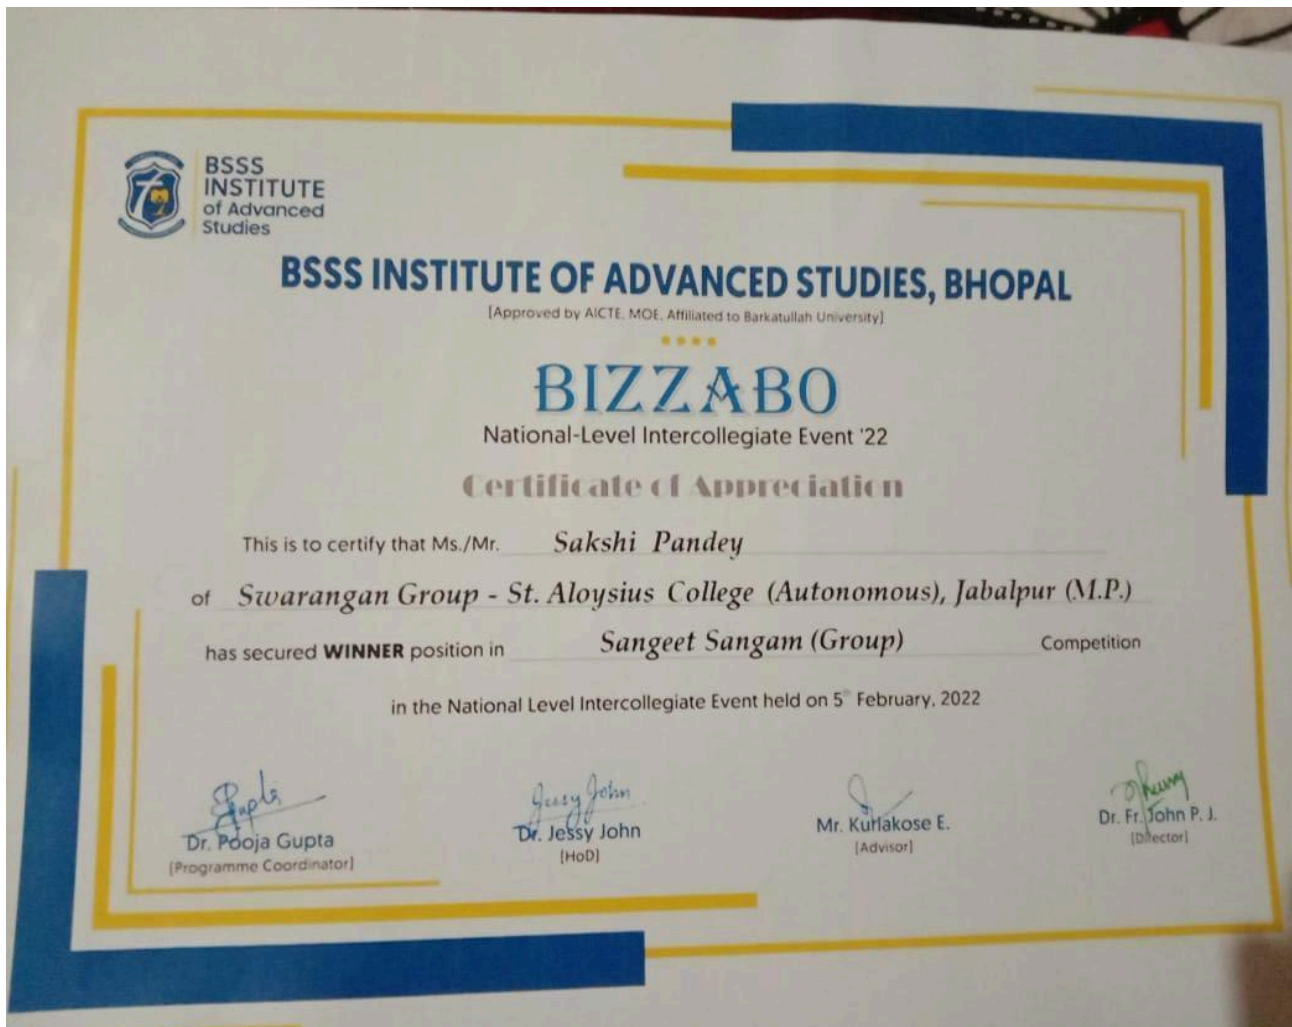 BSSS
INSTITUTE
of Advanced
Studies
BSSS INSTITUTE OF ADVANCED STUDIES, BHOPAL
[Approved by AICTE, MOE, Affiliated to Barkatullah University]
BIZZABO
National-Level Intercollegiate Event '22
Certificate of Appreciation
This is to certify that Ms./Mr. Sakshi Pandey
of Swarangan Group - St. Aloysius College (Autonomous), Jabalpur (M.P.)
has secured WINNER position in Sangeet Sangam (Group) Competition
in the National Level Intercollegiate Event held on 5th February, 2022
Gupta
Jessy John
Dr. Pooja Gupta
[Programme Coordinator]
Dr. Jessy John
[HoD]
Mr. Kuriakose E.
[Advisor]
Dr. Fr. John P. J.
[Director]